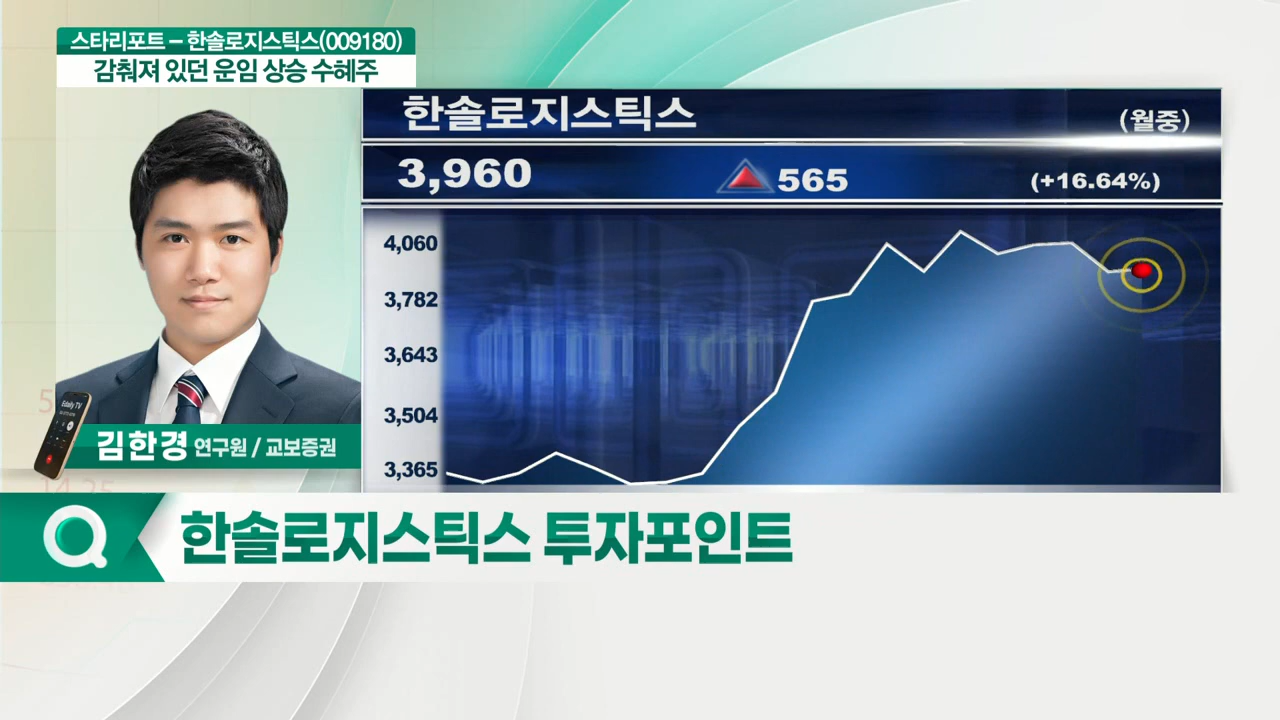 스타리포트 – 한솔로지스틱스(009180)
감춰져 있던 운임 상승 수혜주
한솔로지스틱스 (월중)
3,960 565 (+16.64%)
4,060
3,782
3,643
3,504
3,365
Edaily TV
김한경 연구원 / 교보증권
Q 한솔로지스틱스 투자포인트